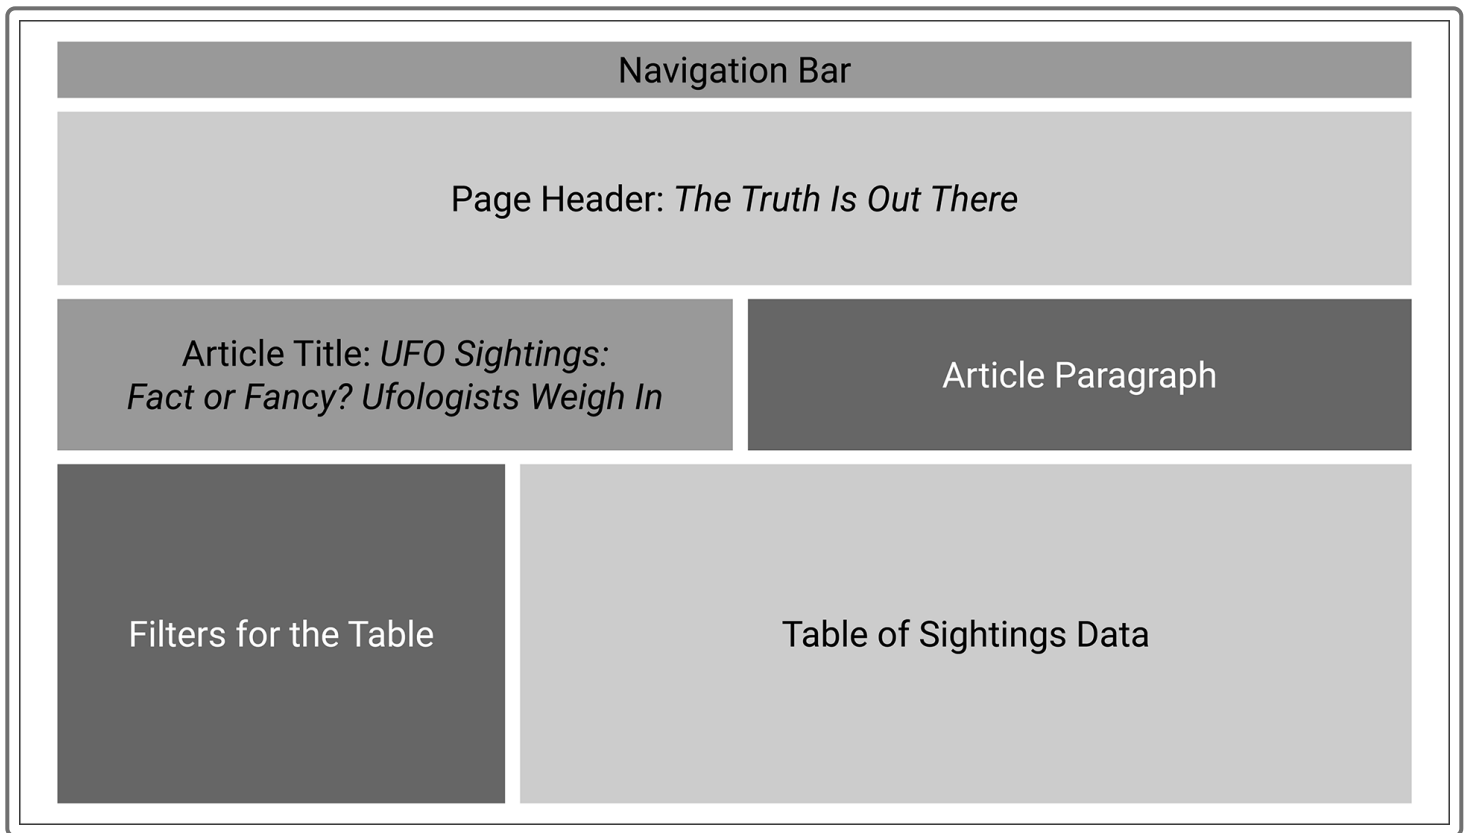 Navigation Bar
Page Header: The Truth Is Out There
Article Title: UFO Sightings:
Fact or Fancy? Ufologists Weigh In
Article Paragraph
Filters for the Table
Table of Sightings Data